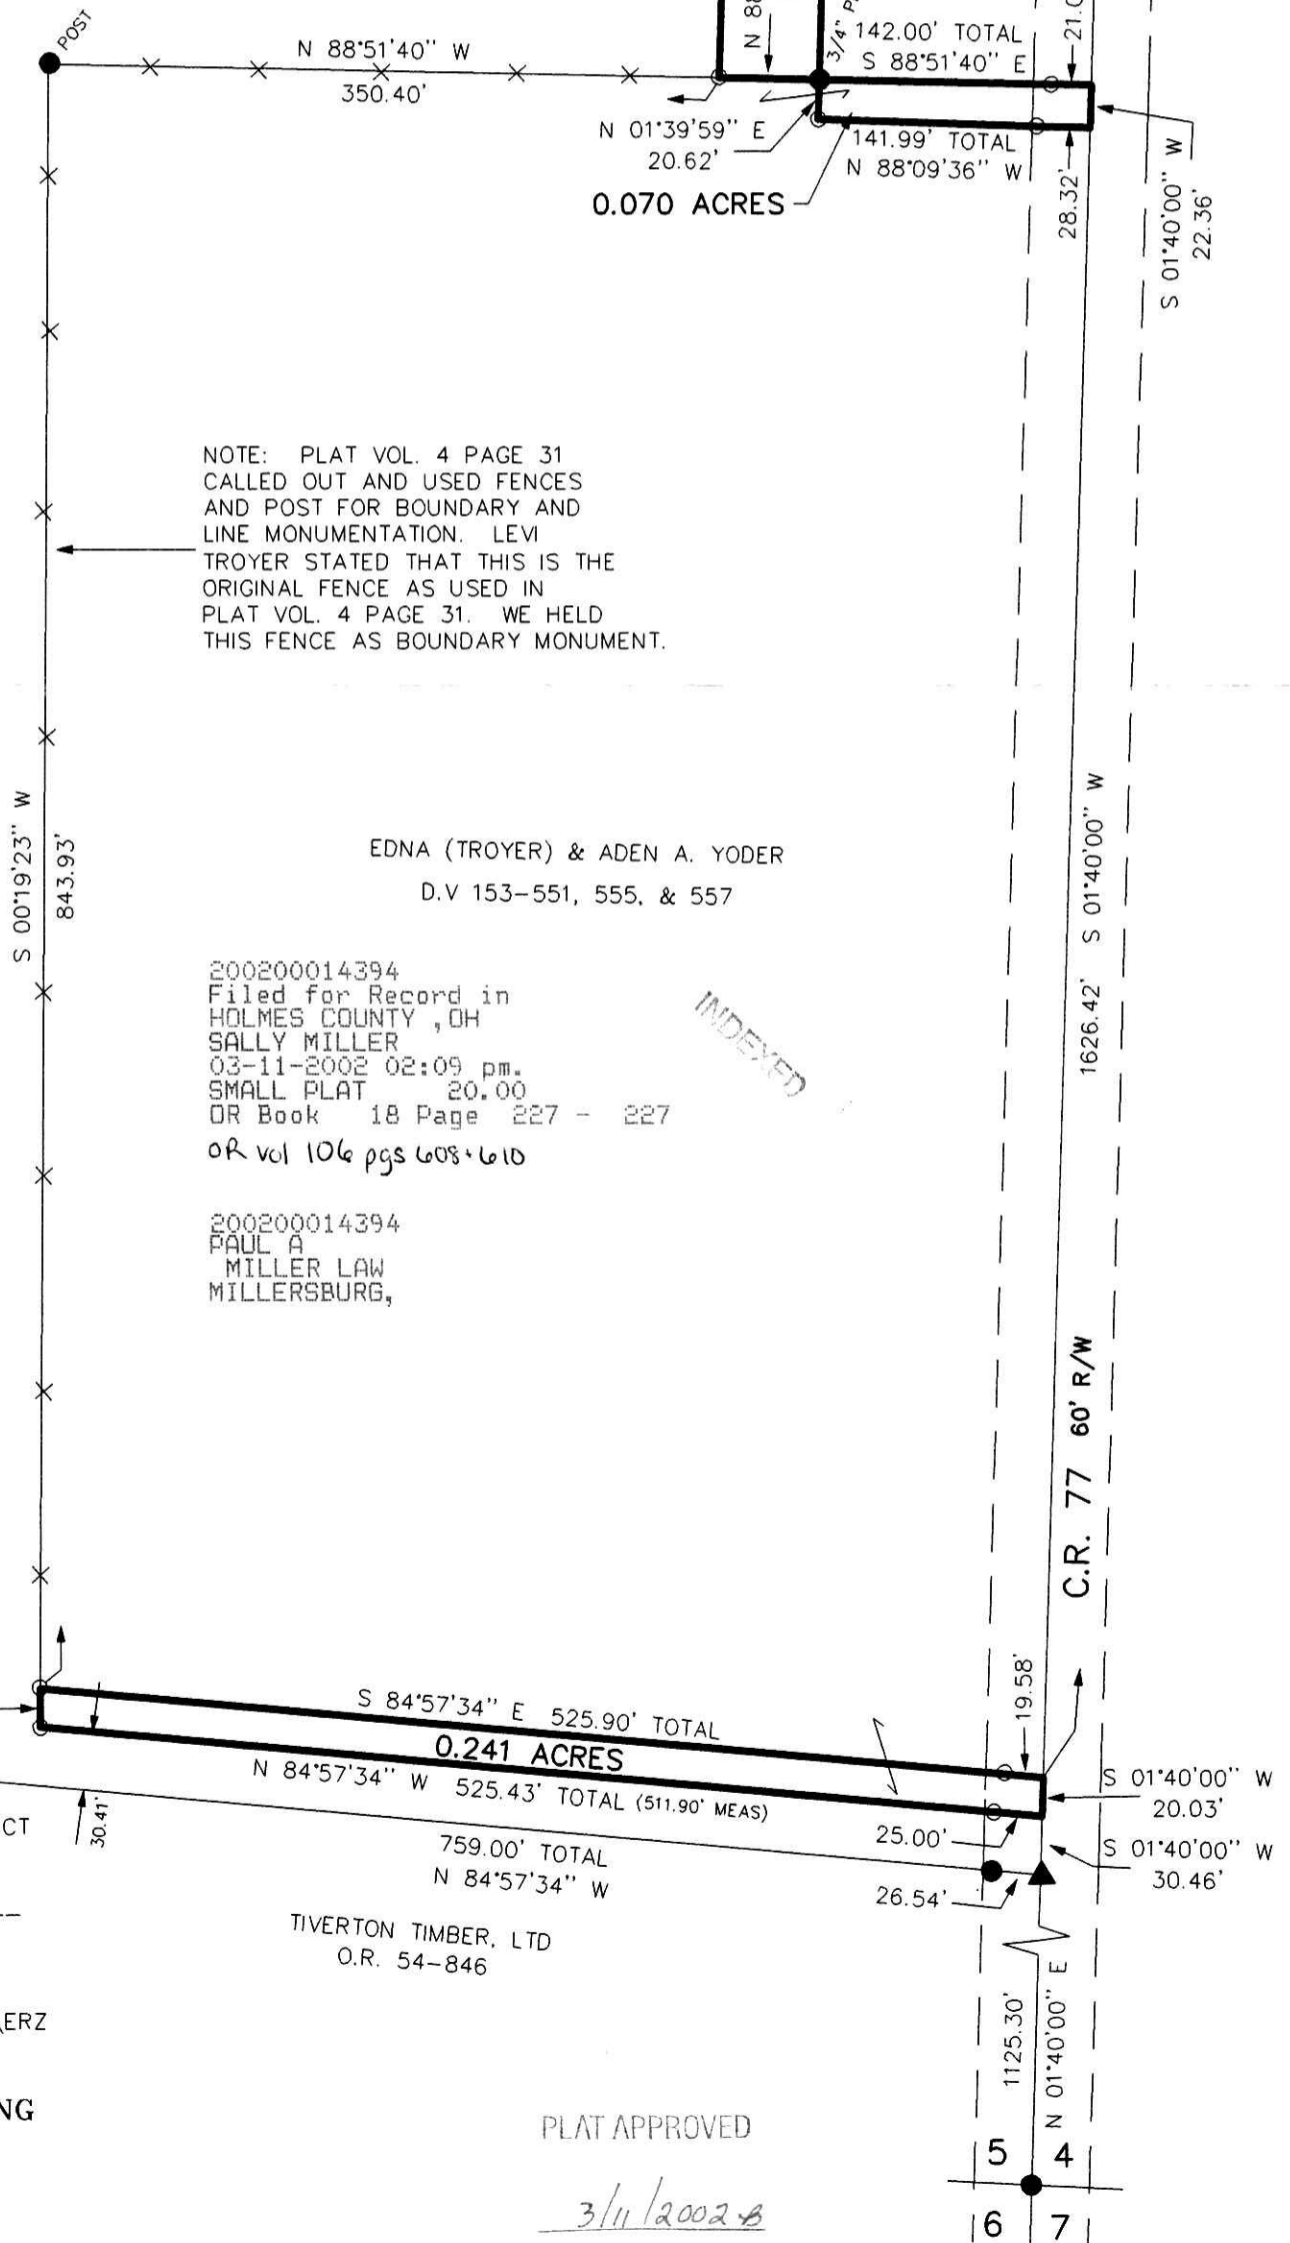 POST
N 88°51'40" W
350.40'
N 88
3/4" P
142.00' TOTAL
S 88°51'40" E
21.0
N 01°39'59" E
20.62'
141.99' TOTAL
N 88°09'36" W
0.070 ACRES
28.32'
S 01°40'00" W
22.36'
NOTE: PLAT VOL. 4 PAGE 31
CALLED OUT AND USED FENCES
AND POST FOR BOUNDARY AND
LINE MONUMENTATION. LEVI
TROYER STATED THAT THIS IS THE
ORIGINAL FENCE AS USED IN
PLAT VOL. 4 PAGE 31. WE HELD
THIS FENCE AS BOUNDARY MONUMENT.
S 00°19'23" W
843.93'
EDNA (TROYER) & ADEN A. YODER
D.V 153-551, 555, & 557
1626.42' S 01°40'00" W
200200014394
Filed for Record in
HOLMES COUNTY ,OH
SALLY MILLER
03-11-2002 02:09 pm.
SMALL PLAT 20.00
OR Book 18 Page 227 - 227
OR vol 106 pgs 608+610
INDEXED
200200014394
PAUL A
MILLER LAW
MILLERSBURG,
C.R. 77 60' R/W
S 84°57'34" E 525.90' TOTAL
0.241 ACRES
N 84°57'34" W 525.43' TOTAL (511.90' MEAS)
19.58'
S 01°40'00" W
20.03'
25.00'
S 01°40'00" W
30.46'
CT
30.41'
759.00' TOTAL
N 84°57'34" W
26.54'
TIVERTON TIMBER, LTD
O.R. 54-846
1125.30'
N 01°40'00" E
ERZ
NG
PLAT APPROVED
3/11/2002
5 4
6 7